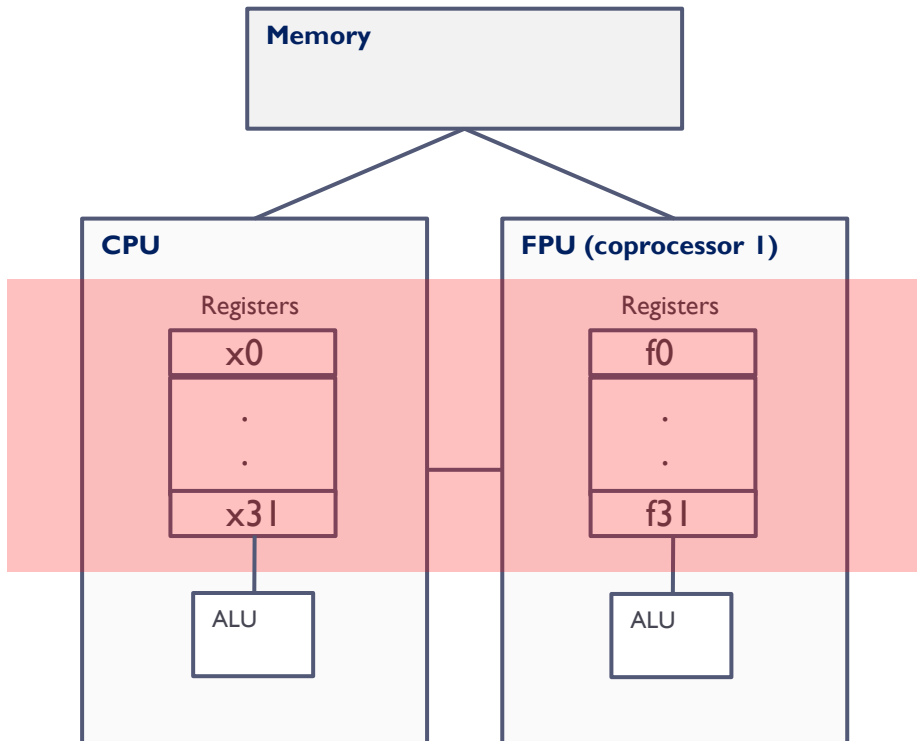 Memory
CPU
FPU (coprocessor 1)
Registers
Registers
x0
f0
.
.
.
.
x31
f31
ALU
ALU